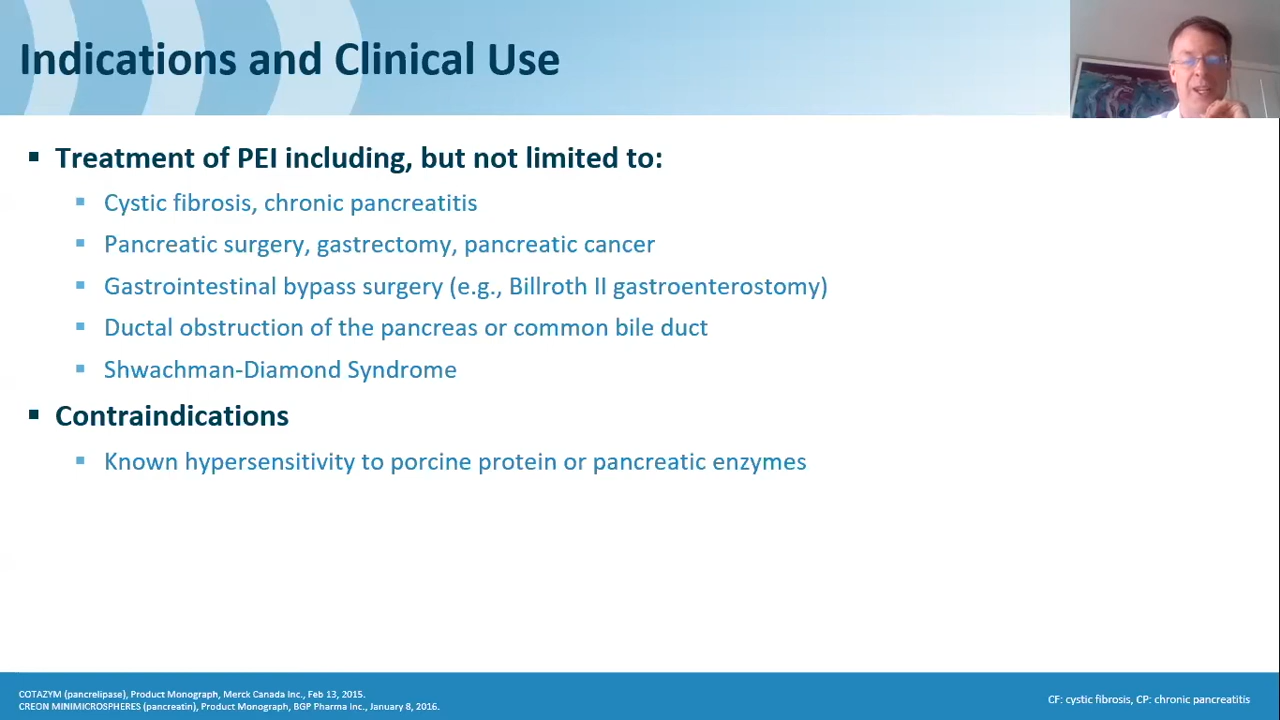 Indications and Clinical Use
Treatment of PEI including, but not limited to:
Cystic fibrosis, chronic pancreatitis
Pancreatic surgery, gastrectomy, pancreatic cancer
Gastrointestinal bypass surgery (e.g., Billroth II gastroenterostomy)
Ductal obstruction of the pancreas or common bile duct
Shwachman-Diamond Syndrome
Contraindications
Known hypersensitivity to porcine protein or pancreatic enzymes
COTAZYM (pancrelipase), Product Monograph, Merck Canada Inc., Feb 13, 2015.
CREON MINIMICROSPHERES (pancreatin), Product Monograph, BGP Pharma Inc., January 8, 2016.
CF: cystic fibrosis, CP: chronic pancreatitis